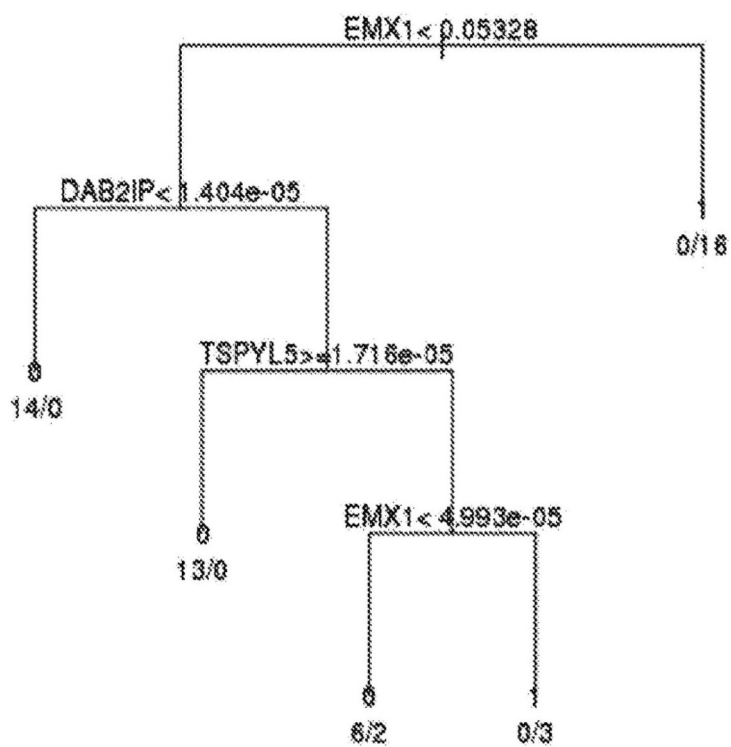 EMX1< 0.05328
DAB2IP< 1.404e-05
1
0/16
TSPYL5>=1.716e-05
0
14/0
EMX1< 4.993e-05
0
13/0
0
1
6/2
0/3